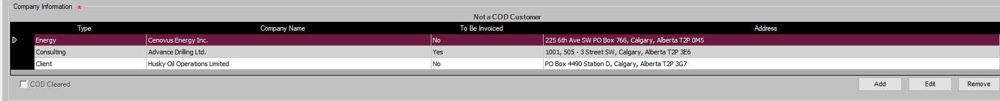 Company Information *
Not a COD Customer
Type Company Name To Be Invoiced Address
Energy Cenovus Energy Inc. No 225 6th Ave SW PO Box 766, Calgary, Alberta T2P 0M5
Consulting Advance Drilling Ltd. Yes 1001, 505 - 3 Street SW, Calgary, Alberta T2P 3E6
Client Husky Oil Operations Limited No PO Box 4490 Station D, Calgary, Alberta T2P 3G7
COD Cleared Add Edit Remove